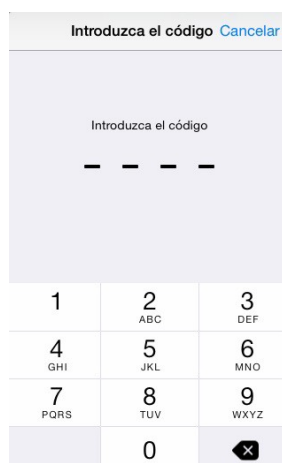 Introduzca el código Cancelar
Introduzca el código
1 2 3
ABC DEF
4 5 6
GHI JKL MNO
7 8 9
PQRS TUV WXYZ
0